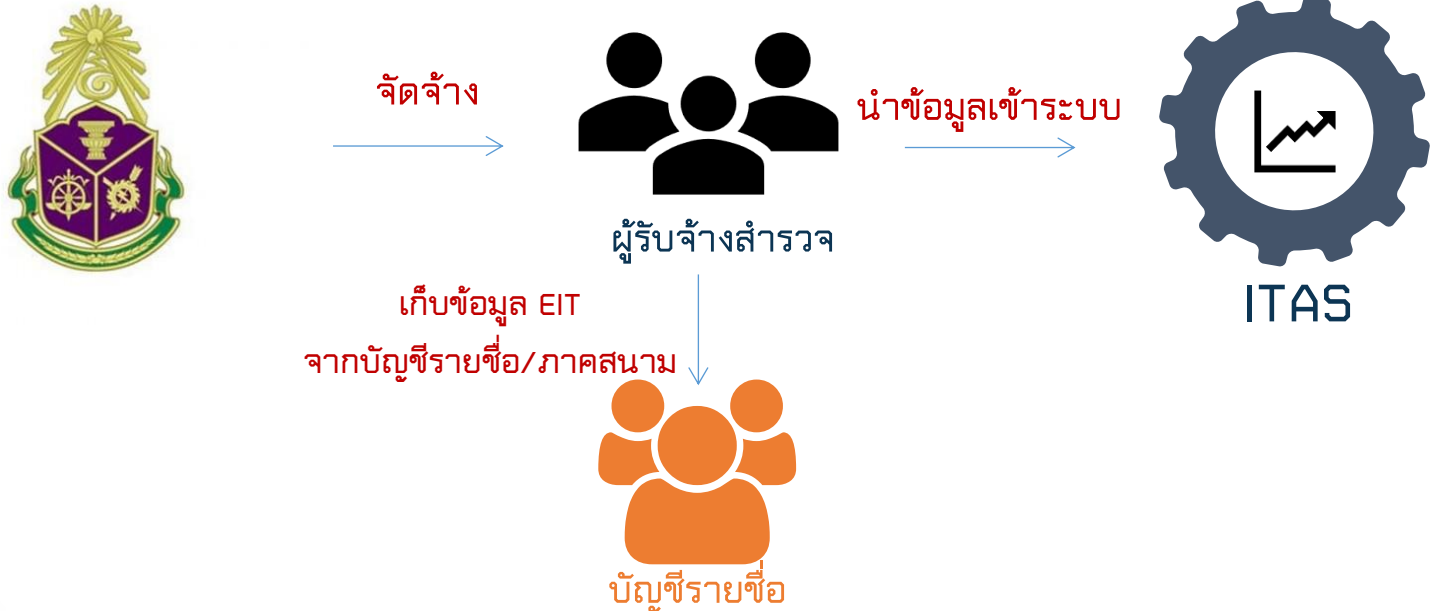 จัดจ้าง
นำข้อมูลเข้าระบบ
ผู้รับจ้างสำรวจ
ITAS
เก็บข้อมูล EIT
จากบัญชีรายชื่อ/ภาคสนาม
บัญชีรายชื่อ